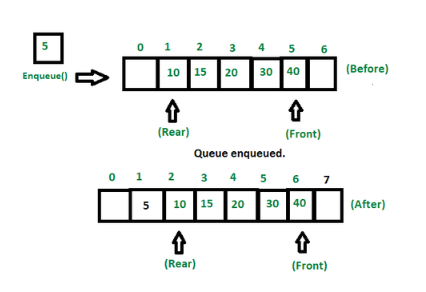 5
Enqueue()
0 1 2 3 4 5 6
10 15 20 30 40
(Before)
(Rear) (Front)
Queue enqueued.
0 1 2 3 4 5 6 7
5 10 15 20 30 40
(After)
(Rear) (Front)